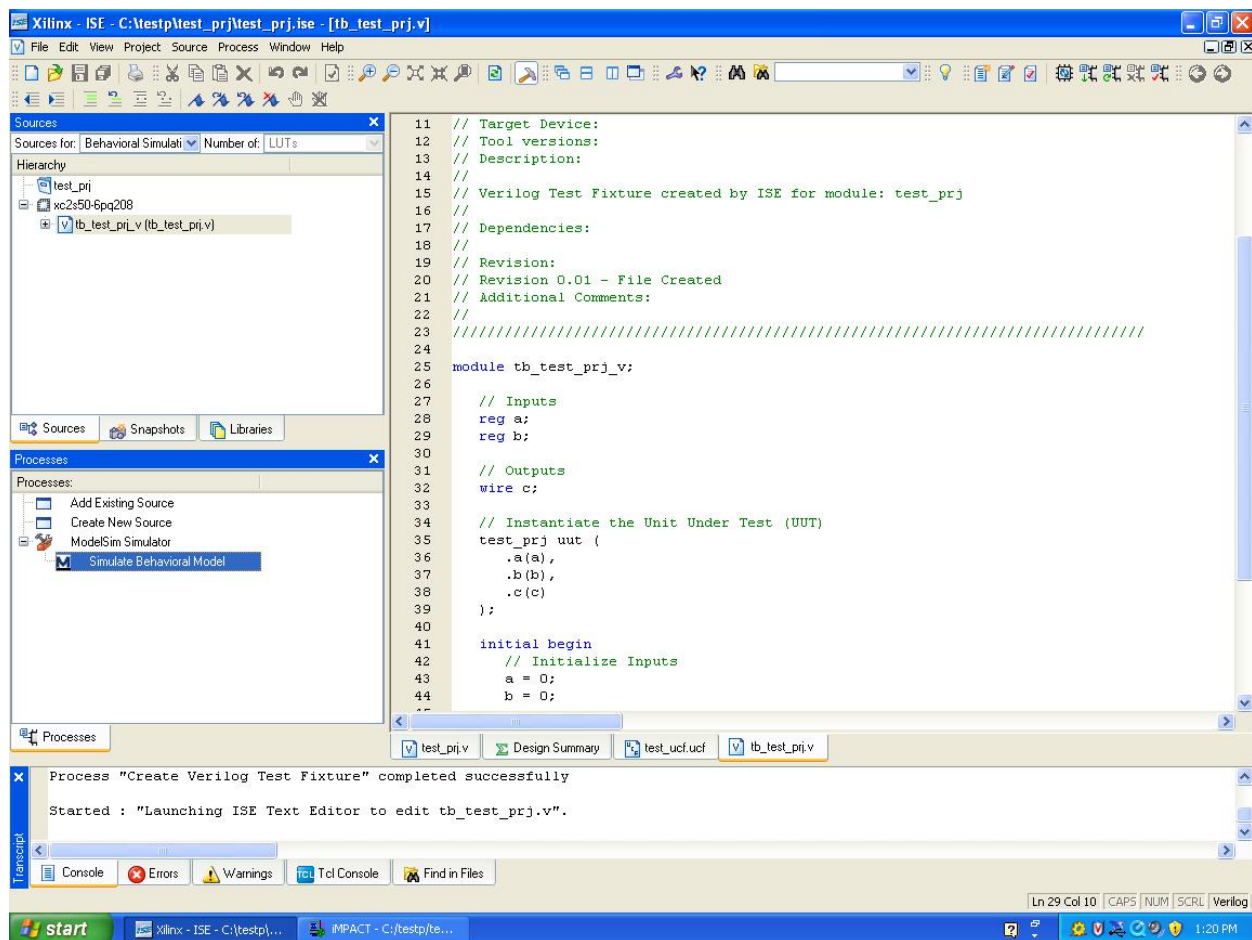 Xilinx - ISE - C:\testp\test_prj\test_prj.ise - [tb_test_prj.v]
File Edit View Project Source Process Window Help
Sources
Sources for: Behavioral Simulati Number of: LUTs
Hierarchy
test_prj
xc2s50-6pq208
tb_test_prj_v (tb_test_prj.v)
Sources Snapshots Libraries
Processes
Processes:
Add Existing Source
Create New Source
ModelSim Simulator
Simulate Behavioral Model
Processes
11 // Target Device:
12 // Tool versions:
13 // Description:
14 //
15 // Verilog Test Fixture created by ISE for module: test_prj
16 //
17 // Dependencies:
18 //
19 // Revision:
20 // Revision 0.01 - File Created
21 // Additional Comments:
22 //
23 ////////////////////////////////////////////////////////////////////////////////
24
25 module tb_test_prj_v;
26
27 // Inputs
28 reg a;
29 reg b;
30
31 // Outputs
32 wire c;
33
34 // Instantiate the Unit Under Test (UUT)
35 test_prj uut (
36 .a(a),
37 .b(b),
38 .c(c)
39 );
40
41 initial begin
42 // Initialize Inputs
43 a = 0;
44 b = 0;
test_prj.v Design Summary test_ucf.ucf tb_test_prj.v
Process "Create Verilog Test Fixture" completed successfully
Started : "Launching ISE Text Editor to edit tb_test_prj.v".
Transcript
Console Errors Warnings Tcl Console Find in Files
Ln 29 Col 10 CAPS NUM SCRL Verilog
start Xilinx - ISE - C:\testp\... iMPACT - C:/testp/te... 1:20 PM